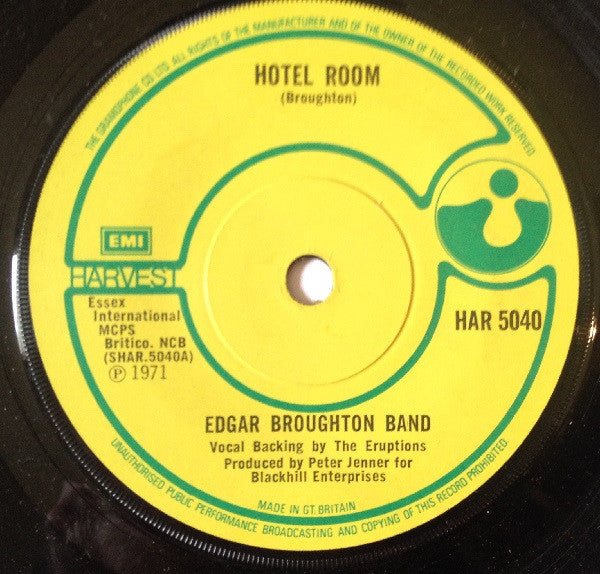 THE GRAMOPHONE CO LTD. ALL RIGHTS OF THE MANUFACTURER AND OF THE OWNER OF THE RECORDED WORK RESERVED
HOTEL ROOM
(Broughton)
EMI
HARVEST
Essex
International
MCPS
Britico. NCB
(SHAR.5040A)
Ⓟ 1971
HAR 5040
EDGAR BROUGHTON BAND
Vocal Backing by The Eruptions
Produced by Peter Jenner for
Blackhill Enterprises
MADE IN GT. BRITAIN
UNAUTHORISED PUBLIC PERFORMANCE BROADCASTING AND COPYING OF THIS RECORD PROHIBITED